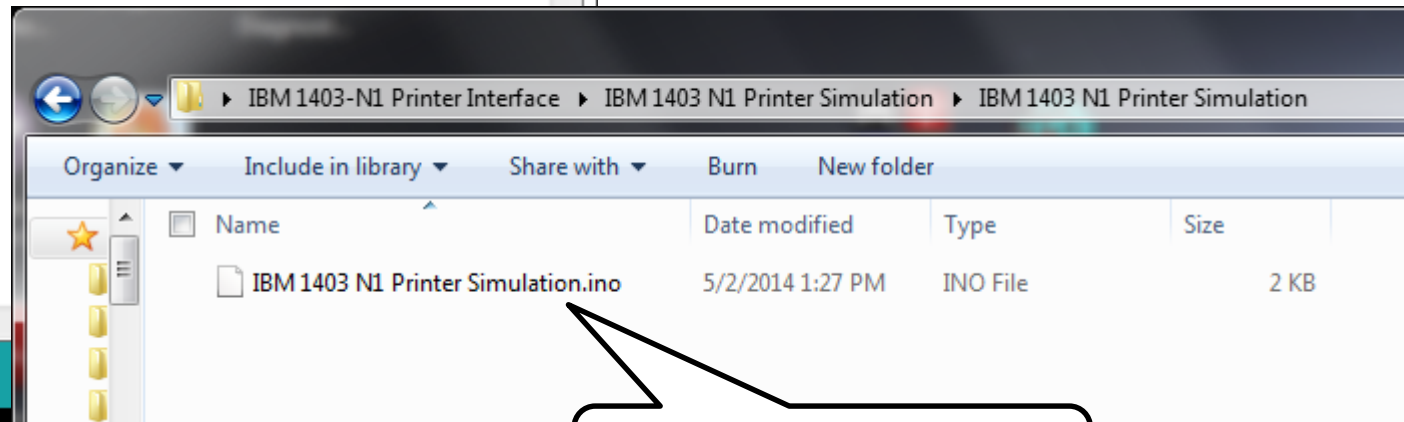 IBM 1403-N1 Printer Interface IBM 1403 N1 Printer Simulation IBM 1403 N1 Printer Simulation
Organize Include in library Share with Burn New folder
Name Date modified Type Size
IBM 1403 N1 Printer Simulation.ino 5/2/2014 1:27 PM INO File 2 KB